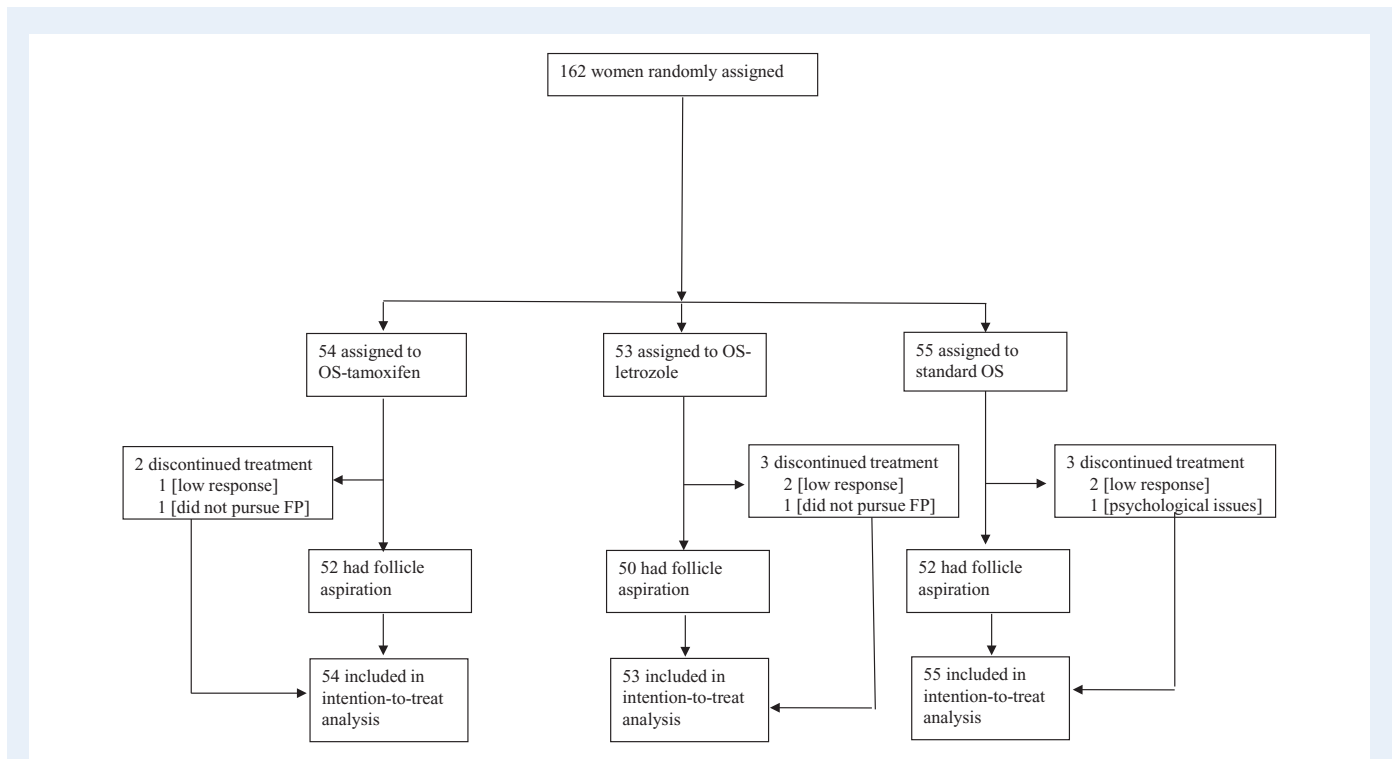 162 women randomly assigned
54 assigned to
OS-tamoxifen
53 assigned to OS-
letrozole
55 assigned to
standard OS
2 discontinued treatment
1 [low response]
1 [did not pursue FP]
3 discontinued treatment
2 [low response]
1 [did not pursue FP]
3 discontinued treatment
2 [low response]
1 [psychological issues]
52 had follicle
aspiration
50 had follicle
aspiration
52 had follicle
aspiration
54 included in
intention-to-treat
analysis
53 included in
intention-to-treat
analysis
55 included in
intention-to-treat
analysis